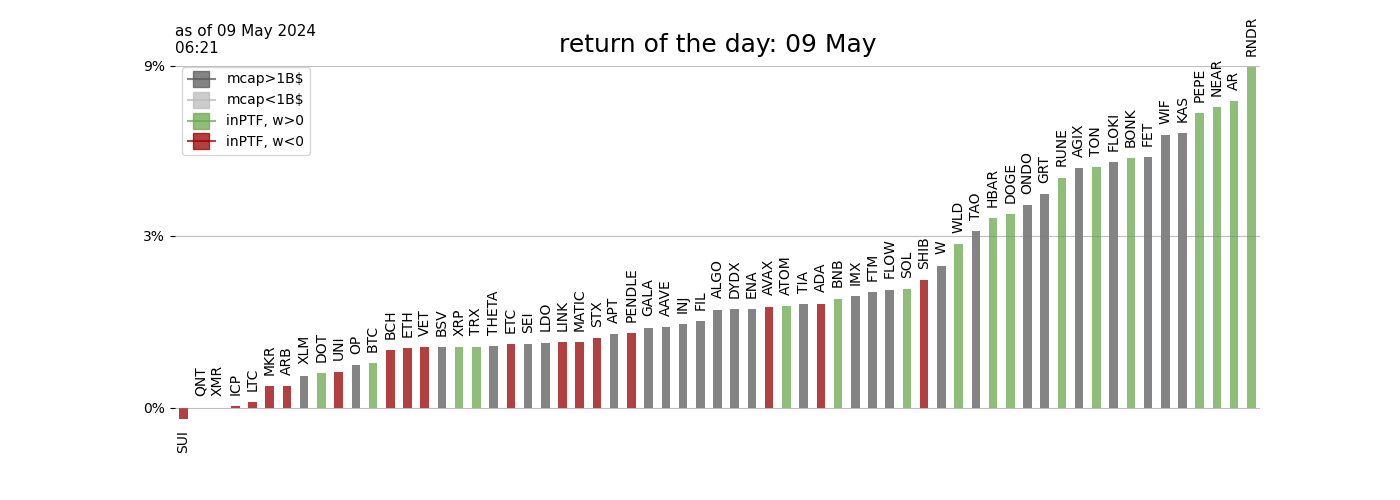 as of 09 May 2024
06:21
return of the day: 09 May
9%
3%
0%
mcap>1B$
mcap<1B$
inPTF, w>0
inPTF, w<0
SUI
QNT
XMR
ICP
LTC
MKR
ARB
XLM
DOT
UNI
OP
BTC
BCH
ETH
VET
BSV
XRP
TRX
THETA
ETC
SEI
LDO
LINK
MATIC
STX
APT
PENDLE
GALA
AAVE
INJ
FIL
ALGO
DYDX
ENA
AVAX
ATOM
TIA
ADA
BNB
IMX
FTM
FLOW
SOL
SHIB
W
WLD
TAO
HBAR
DOGE
ONDO
GRT
RUNE
AGIX
TON
FLOKI
BONK
FET
WIF
KAS
PEPE
NEAR
AR
RNDR